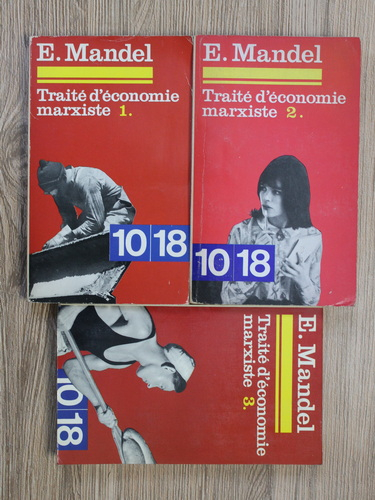 E. Mandel
Traité d'économie
marxiste 1.
10|18
E. Mandel
Traité d'économie
marxiste 2.
10|18
E. Mandel
Traité d'économie
marxiste 3.
10|18